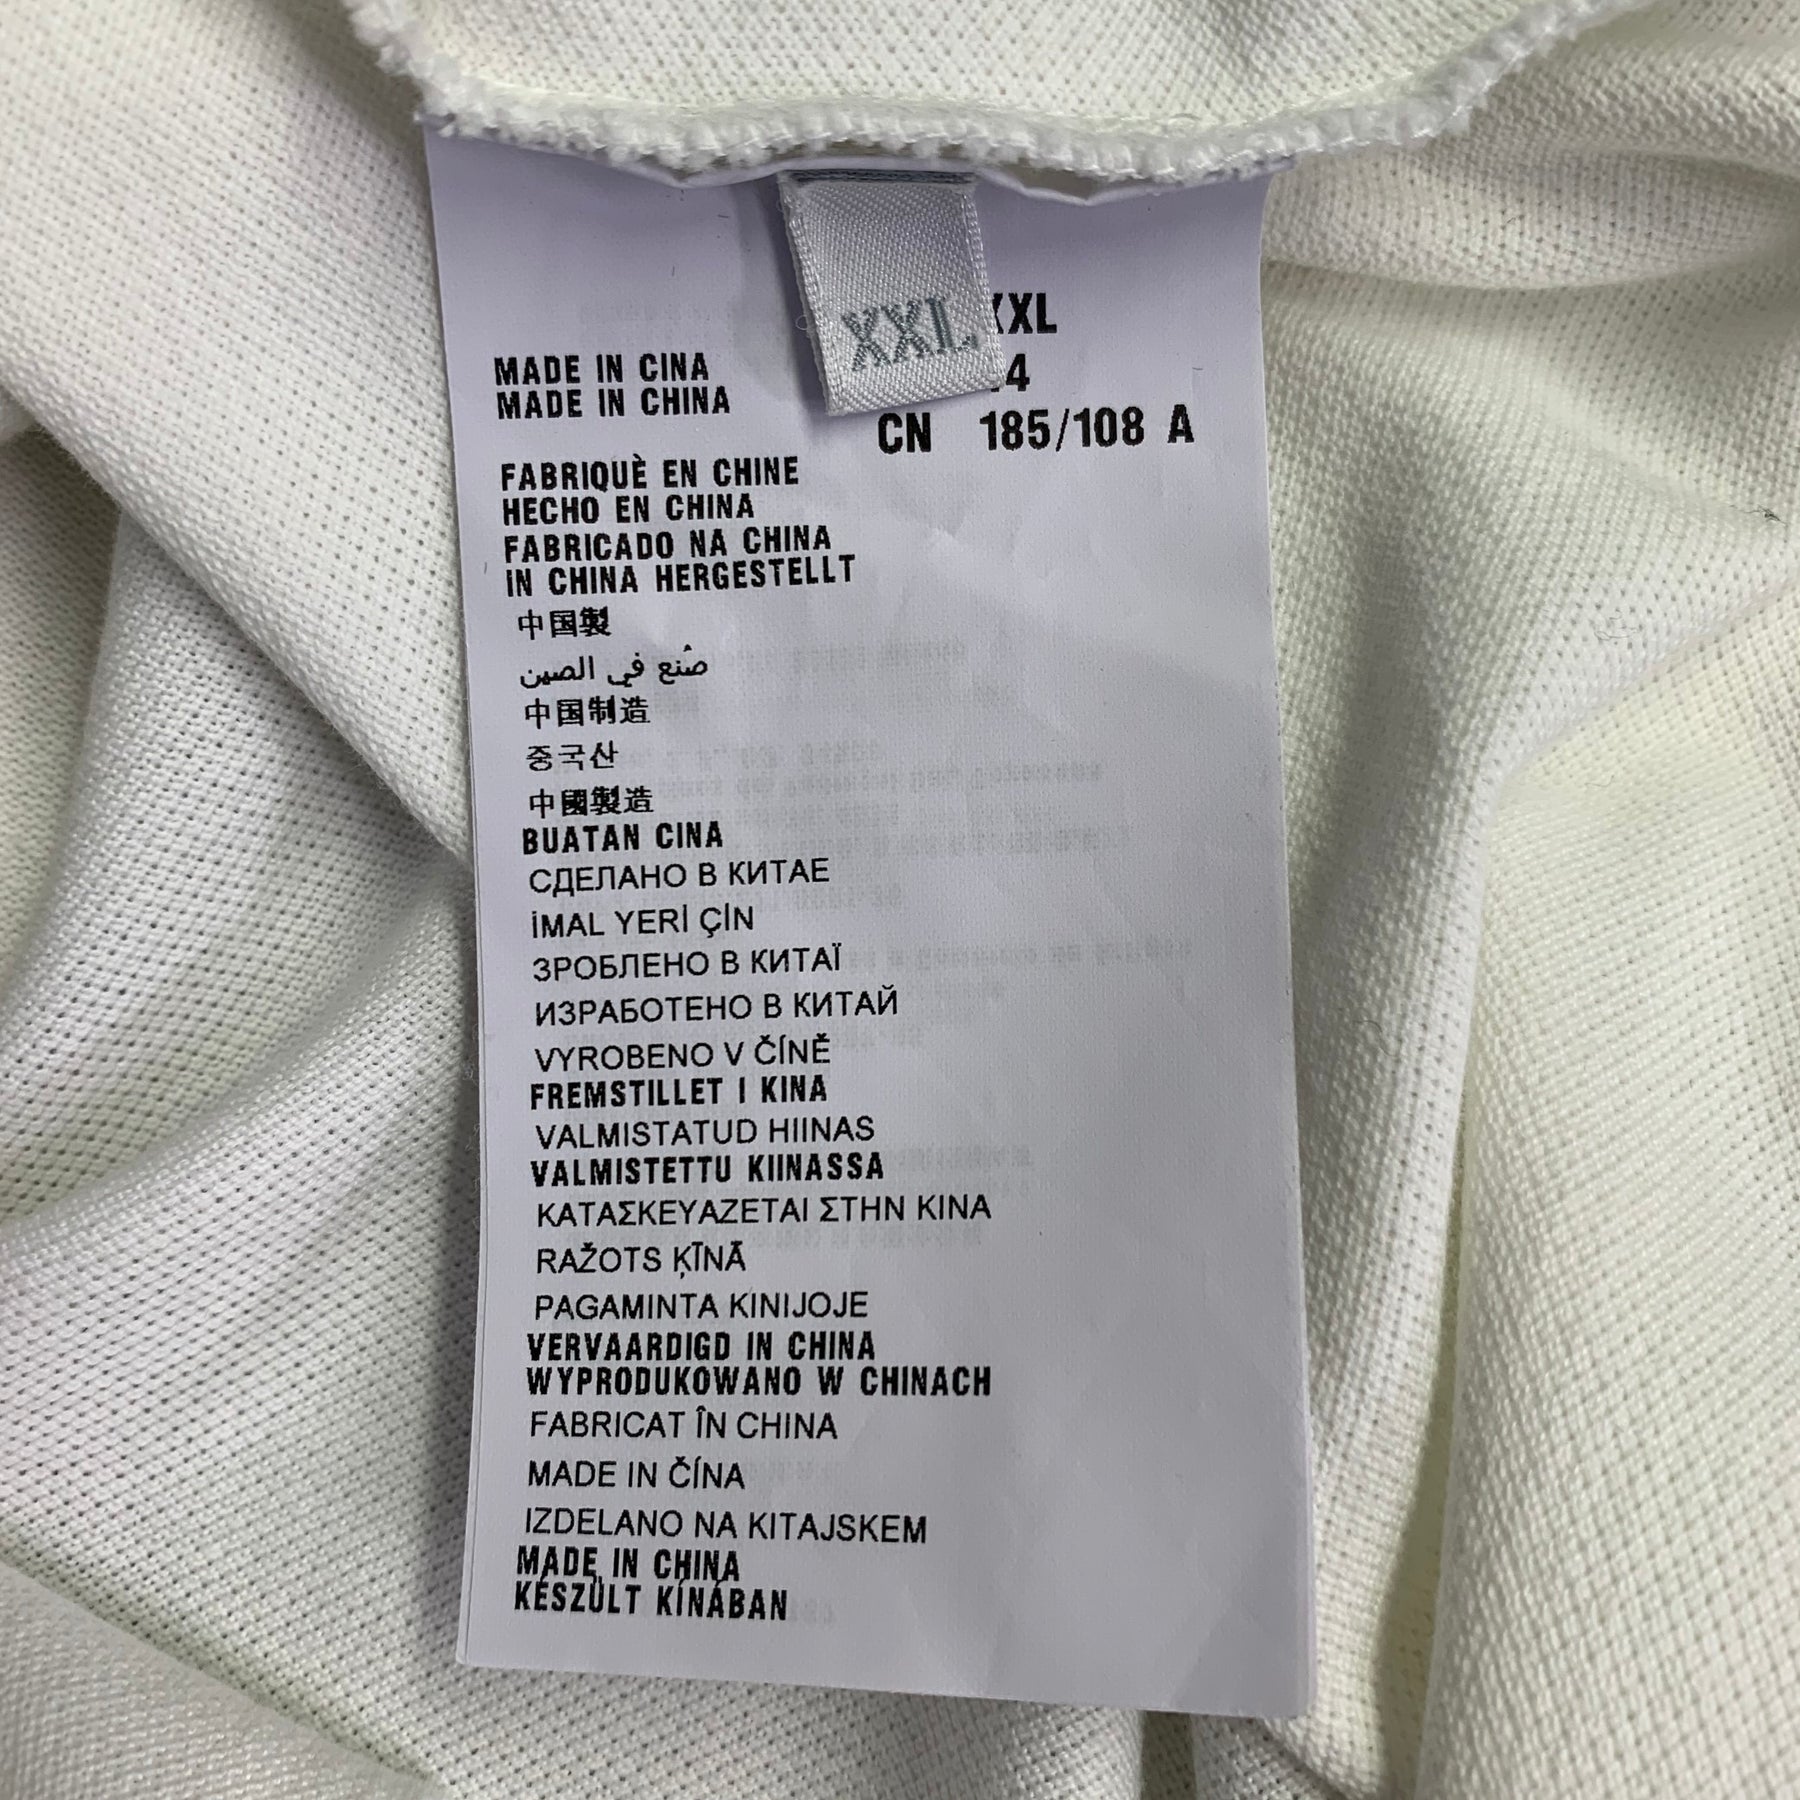 XXL
MADE IN CINA
MADE IN CHINA
CN 185/108 A
FABRIQUÈ EN CHINE
HECHO EN CHINA
FABRICADO NA CHINA
IN CHINA HERGESTELLT
中国製
صُنع في الصين
中国制造
중국산
中國製造
BUATAN CINA
СДЕЛАНО В КИТАЕ
İMAL YERİ ÇİN
ЗРОБЛЕНО В КИТАЇ
ИЗРАБОТЕНО В КИТАЙ
VYROBENO V ČÍNĚ
FREMSTILLET I KINA
VALMISTATUD HIINAS
VALMISTETTU KIINASSA
ΚΑΤΑΣΚΕΥΑΖΕΤΑΙ ΣΤΗΝ ΚΙΝΑ
RAŽOTS ĶĪNĀ
PAGAMINTA KINIJOJE
VERVAARDIGD IN CHINA
WYPRODUKOWANO W CHINACH
FABRICAT ÎN CHINA
MADE IN ČÍNA
IZDELANO NA KITAJSKEM
MADE IN CHINA
KÉSZÜLT KÍNÁBAN